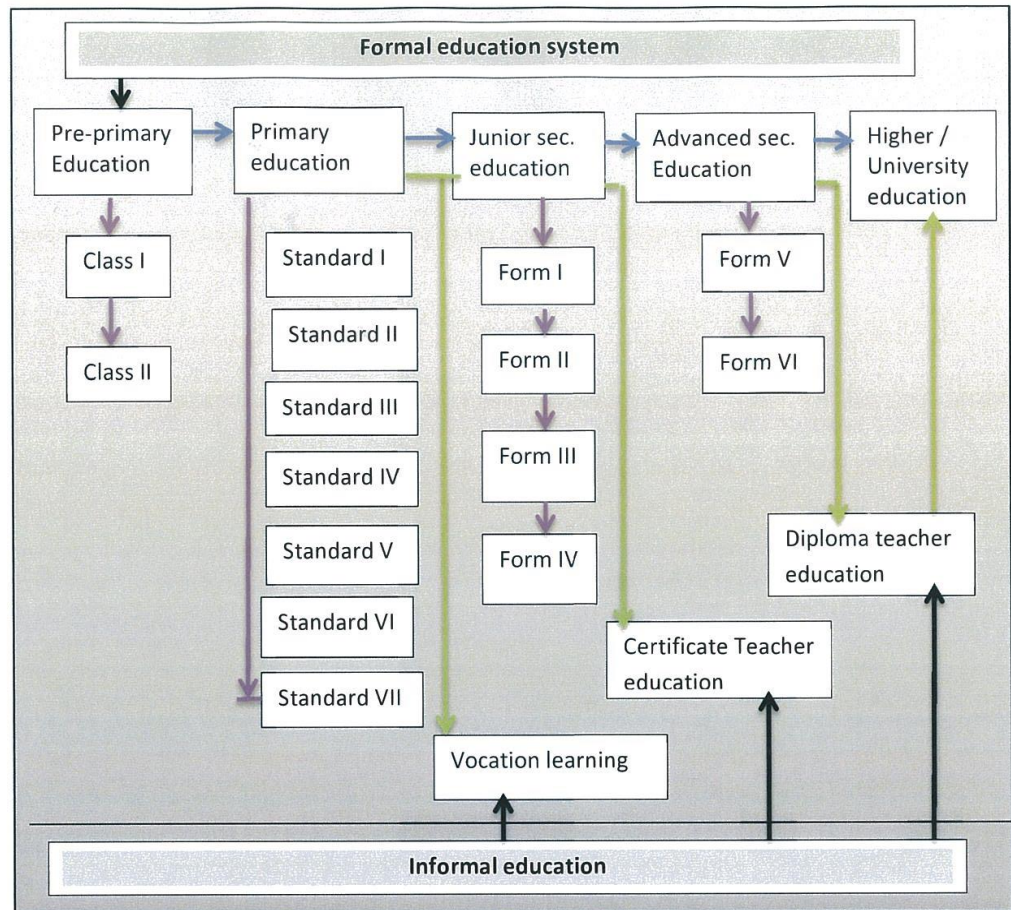 Formal education system
Pre-primary
Education
Primary
education
Junior sec.
education
Advanced sec.
Education
Higher /
University
education
Class I
Class II
Standard I
Standard II
Standard III
Standard IV
Standard V
Standard VI
Standard VII
Form I
Form II
Form III
Form IV
Form V
Form VI
Diploma teacher
education
Certificate Teacher
education
Vocation learning
Informal education